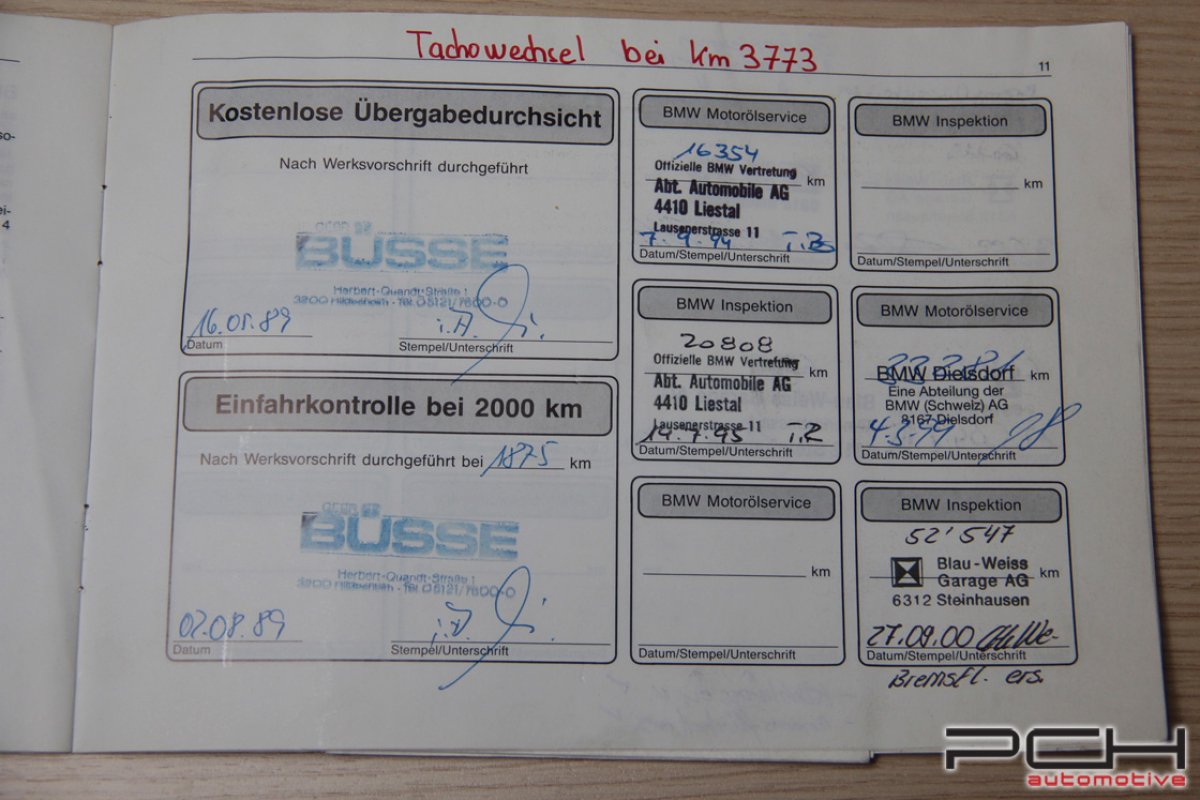 Tachowechsel bei km 3773
11
Kostenlose Übergabedurchsicht
Nach Werksvorschrift durchgeführt
BÜSSE
Herbert-Quandt-Straße 1
3200 Hildesheim - Tel. 05121/7600-0
16.05.89
i.A.
Datum
Stempel/Unterschrift
Einfahrkontrolle bei 2000 km
Nach Werksvorschrift durchgeführt bei 1875 km
BÜSSE
Herbert-Quandt-Straße 1
3200 Hildesheim - Tel. 05121/7600-0
02.08.89
Datum
Stempel/Unterschrift
BMW Motorölservice
16354
Offizielle BMW Vertretung
km
Abt. Automobile AG
4410 Liestal
Lausenerstrasse 11
7.9.94
Datum/Stempel/Unterschrift
BMW Inspektion
20808
Offizielle BMW Vertretung
km
Abt. Automobile AG
4410 Liestal
Lausenerstrasse 11
14.7.95 T.R
Datum/Stempel/Unterschrift
BMW Motorölservice
km
Datum/Stempel/Unterschrift
BMW Inspektion
km
Datum/Stempel/Unterschrift
BMW Motorölservice
BMW Dielsdorf
km
Eine Abteilung der
BMW (Schweiz) AG
8167 Dielsdorf
4.3.99
Datum/Stempel/Unterschrift
BMW Inspektion
52'547
Blau-Weiss
Garage AG
km
6312 Steinhausen
27.09.00
Datum/Stempel/Unterschrift
Bremsfl. ers.
PCH
automotive